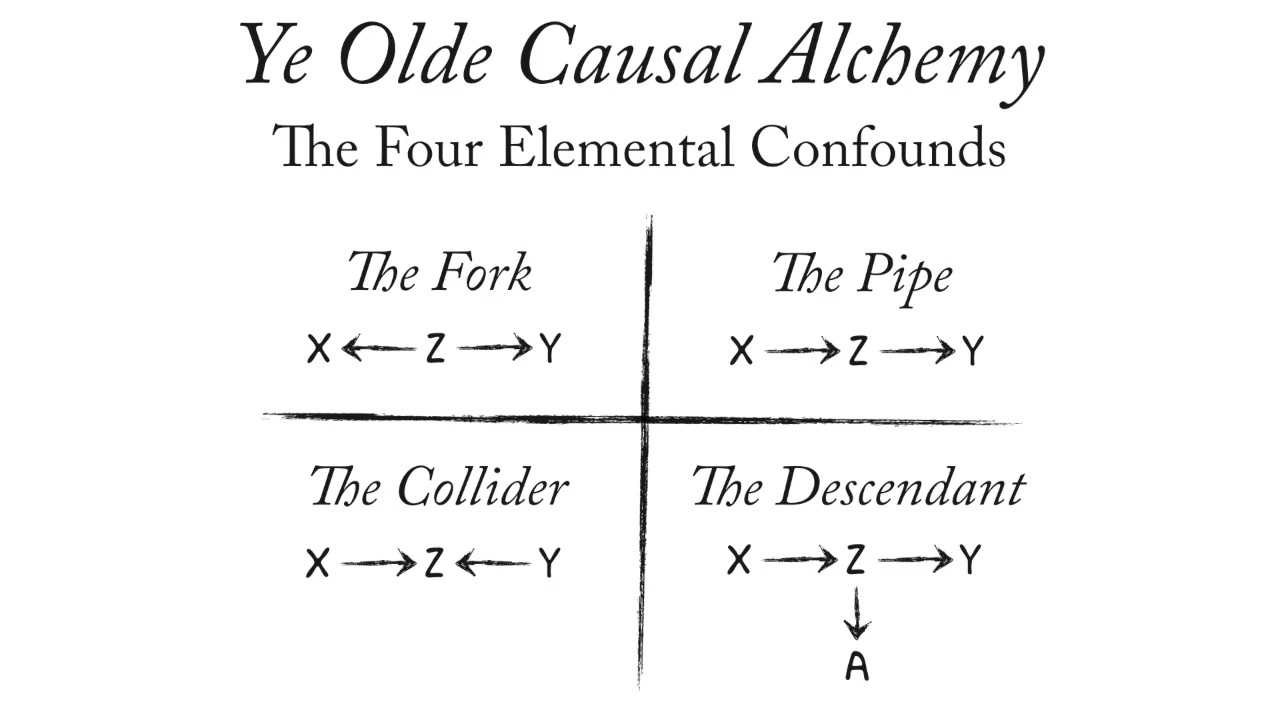 Ye Olde Causal Alchemy
The Four Elemental Confounds
The Fork
X Z Y
The Pipe
X Z Y
The Collider
X Z Y
The Descendant
X Z Y
A